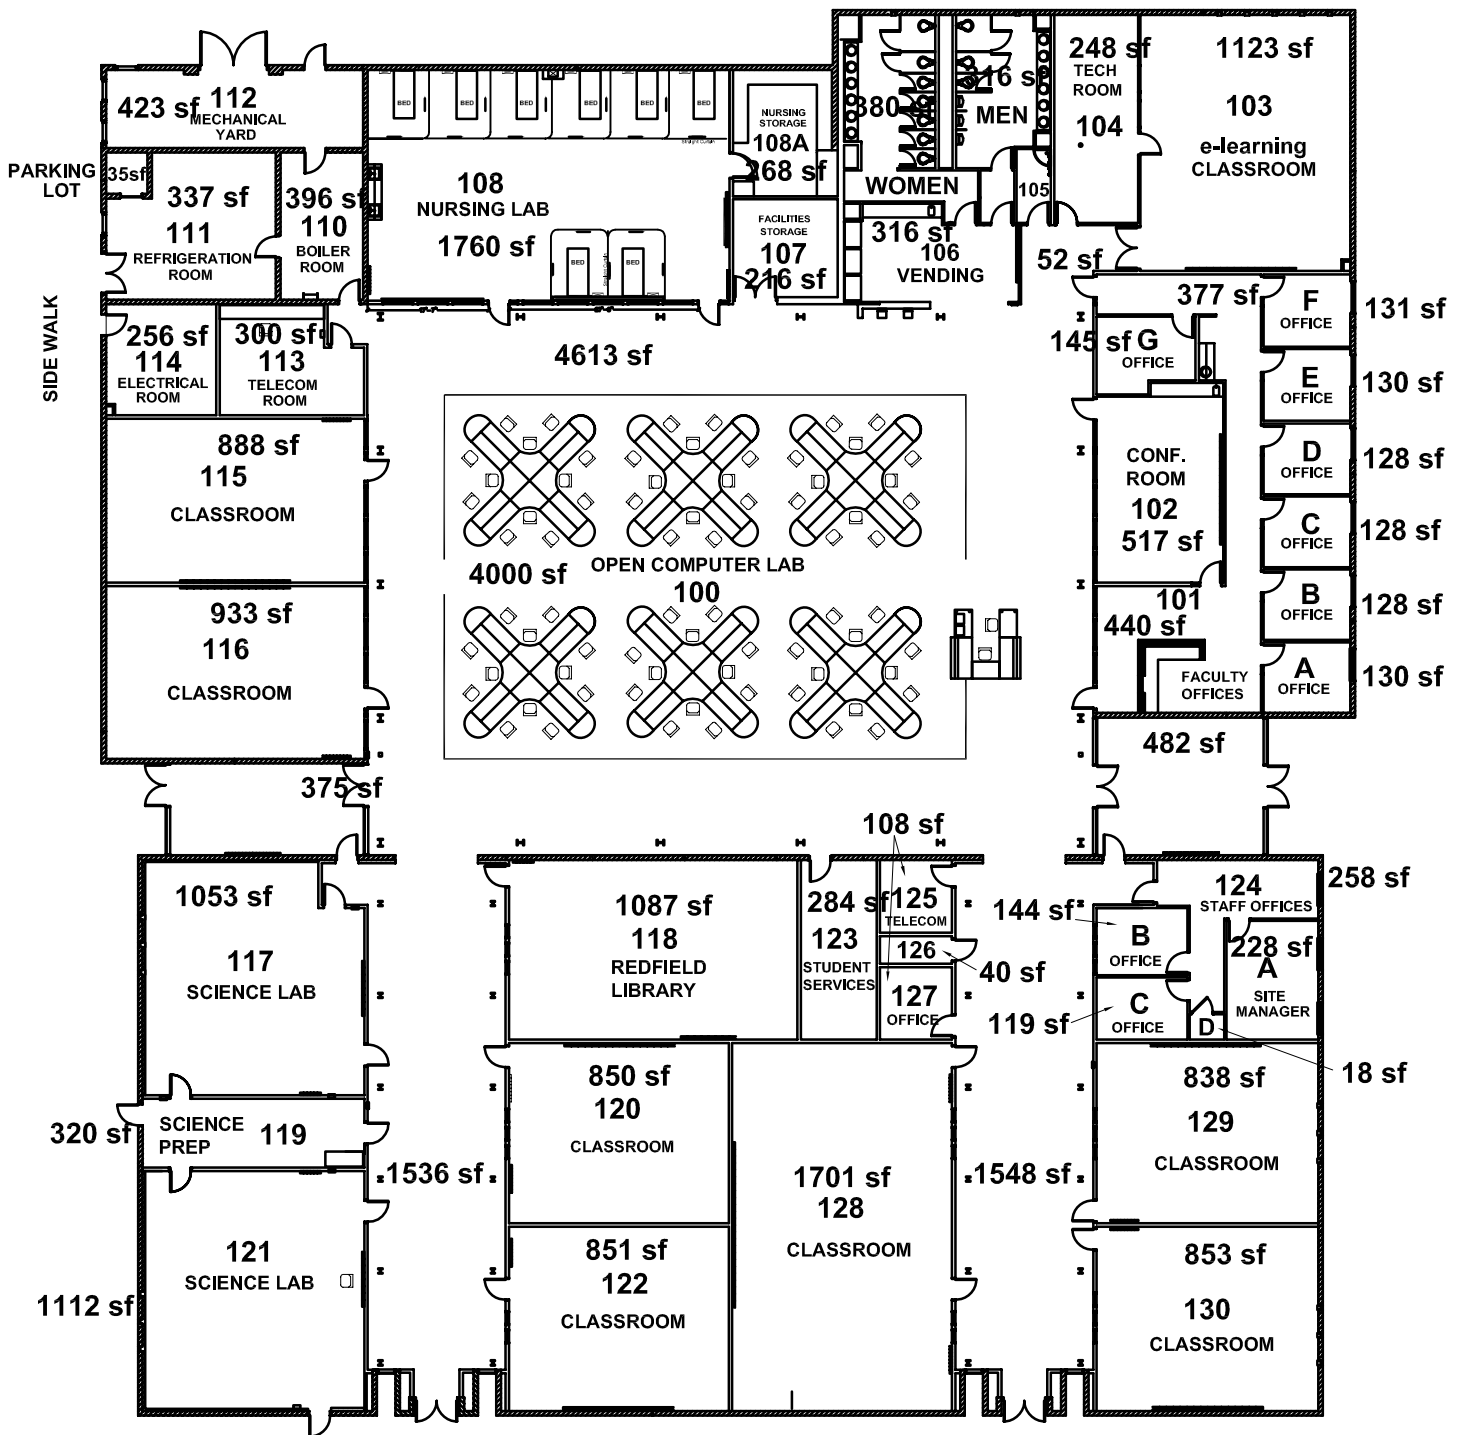 423 sf
112
MECHANICAL
YARD
PARKING
LOT
35sf
337 sf
111
REFRIGERATION
ROOM
396 sf
110
BOILER
ROOM
SIDE WALK
BED
BED
BED
BED
BED
BED
108
NURSING LAB
1760 sf
BED
BED
NURSING
STORAGE
108A
268 sf
FACILITIES
STORAGE
107
216 sf
380 sf
WOMEN
316 sf
MEN
105
316 sf
106
VENDING
248 sf
TECH
ROOM
104
1123 sf
103
e-learning
CLASSROOM
52 sf
377 sf
F
OFFICE
131 sf
145 sf
G
OFFICE
E
OFFICE
130 sf
D
OFFICE
128 sf
C
OFFICE
128 sf
B
OFFICE
128 sf
A
OFFICE
130 sf
CONF.
ROOM
102
517 sf
101
440 sf
FACULTY
OFFICES
482 sf
256 sf
114
ELECTRICAL
ROOM
300 sf
113
TELECOM
ROOM
4613 sf
888 sf
115
CLASSROOM
933 sf
116
CLASSROOM
4000 sf
OPEN COMPUTER LAB
100
375 sf
1053 sf
117
SCIENCE LAB
320 sf
SCIENCE
PREP
119
121
SCIENCE LAB
1112 sf
1536 sf
1087 sf
118
REDFIELD
LIBRARY
284 sf
123
STUDENT
SERVICES
108 sf
125
TELECOM
126
40 sf
127
OFFICE
850 sf
120
CLASSROOM
851 sf
122
CLASSROOM
1701 sf
128
CLASSROOM
1548 sf
124
STAFF OFFICES
258 sf
144 sf
B
OFFICE
228 sf
A
SITE
MANAGER
119 sf
C
OFFICE
D
18 sf
838 sf
129
CLASSROOM
853 sf
130
CLASSROOM